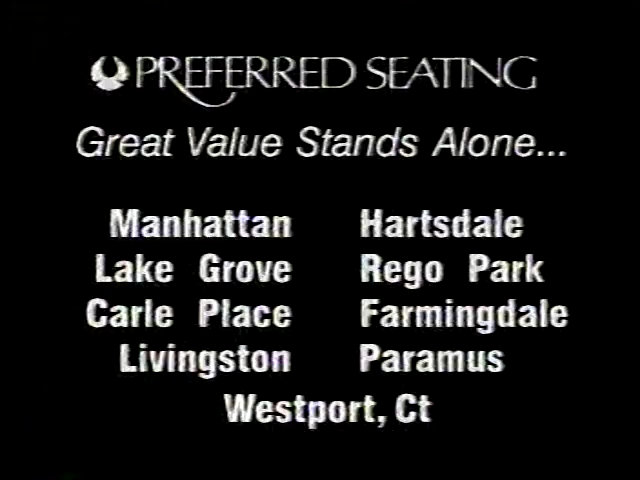 PREFERRED SEATING
Great Value Stands Alone...
Manhattan Hartsdale
Lake Grove Rego Park
Carle Place Farmingdale
Livingston Paramus
Westport, Ct